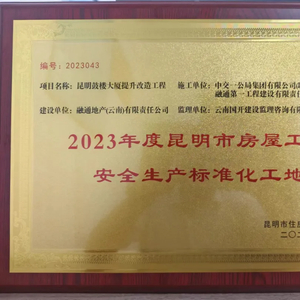 编号：2023043
项目名称：昆明鼓楼大厦提升改造工程 施工单位：中交一公局集团有限公司
融通第一工程建设有限责任
建设单位：融通地产(云南)有限责任公司 监理单位：云南国开建设监理咨询有
2023年度昆明市房屋工
安全生产标准化工地
昆明市住
二〇二